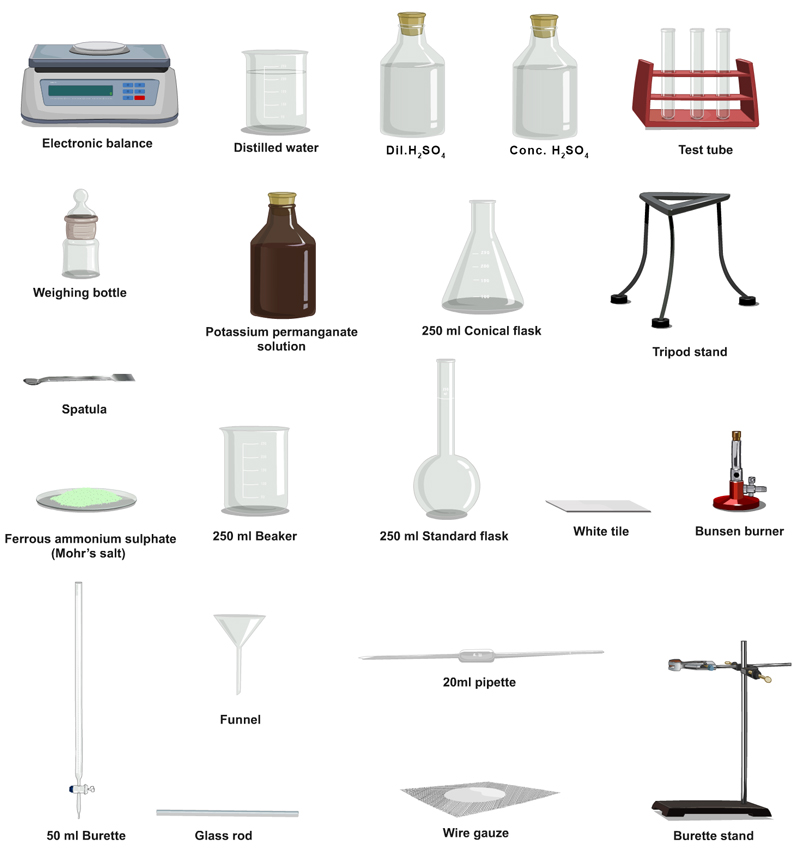 Electronic balance
Distilled water
Dil.H₂SO₄
Conc. H₂SO₄
Test tube
Weighing bottle
Potassium permanganate
solution
250 ml Conical flask
Tripod stand
Spatula
Ferrous ammonium sulphate
(Mohr's salt)
250 ml Beaker
250 ml Standard flask
White tile
Bunsen burner
50 ml Burette
Funnel
20ml pipette
Glass rod
Wire gauze
Burette stand